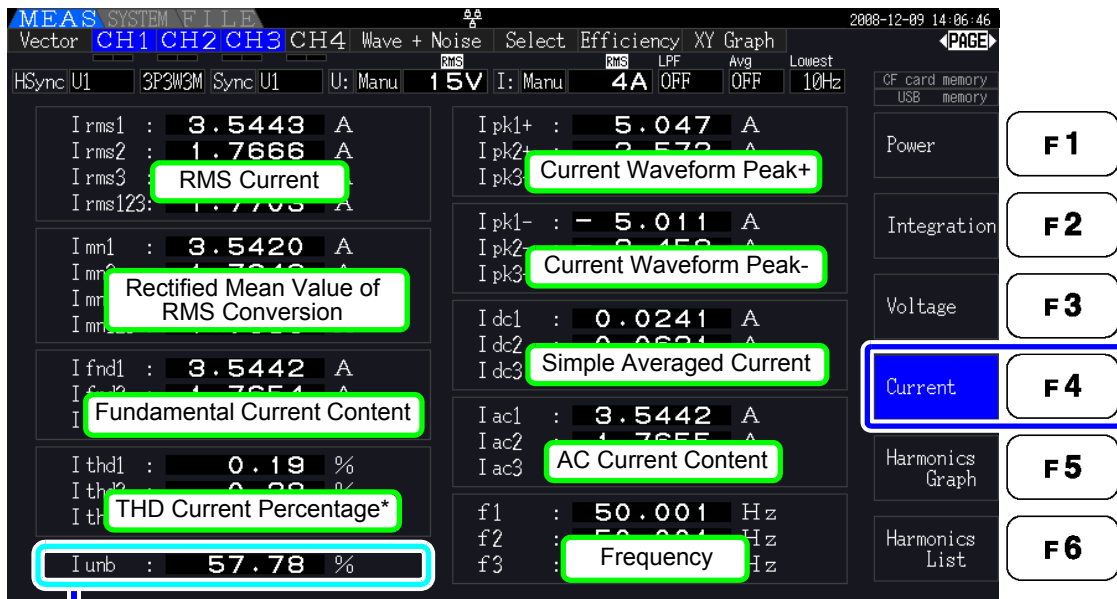 MEAS SYSTEM FILE 2008-12-09 14:06:46
Vector CH1 CH2 CH3 CH4 Wave + Noise Select Efficiency XY Graph PAGE
RMS RMS LPF Avg Lowest
HSync U1 3P3W3M Sync U1 U: Manu 15V I: Manu 4A OFF OFF 10Hz
CF card memory
USB memory
Irms1 : 3.5443 A
Irms2 : 1.7666 A
Irms3
RMS Current
Irms123: A
Ipk1+ : 5.047 A
Ipk2+
Ipk3
Current Waveform Peak+
Imn1 : 3.5420 A
Rectified Mean Value of
RMS Conversion
Ipk1- : - 5.011 A
Ipk2-
Ipk3
Current Waveform Peak-
Idc1 : 0.0241 A
Idc2
Idc3
Simple Averaged Current
Ifnd1 : 3.5442 A
Fundamental Current Content
Iac1 : 3.5442 A
Iac2
Iac3
AC Current Content
Ithd1 : 0.19 %
THD Current Percentage*
f1 : 50.001 Hz
f2 : Hz
f3 : Hz
Frequency
Iunb : 57.78 %
Power F1
Integration F2
Voltage F3
Current F4
Harmonics
Graph F5
Harmonics
List F6